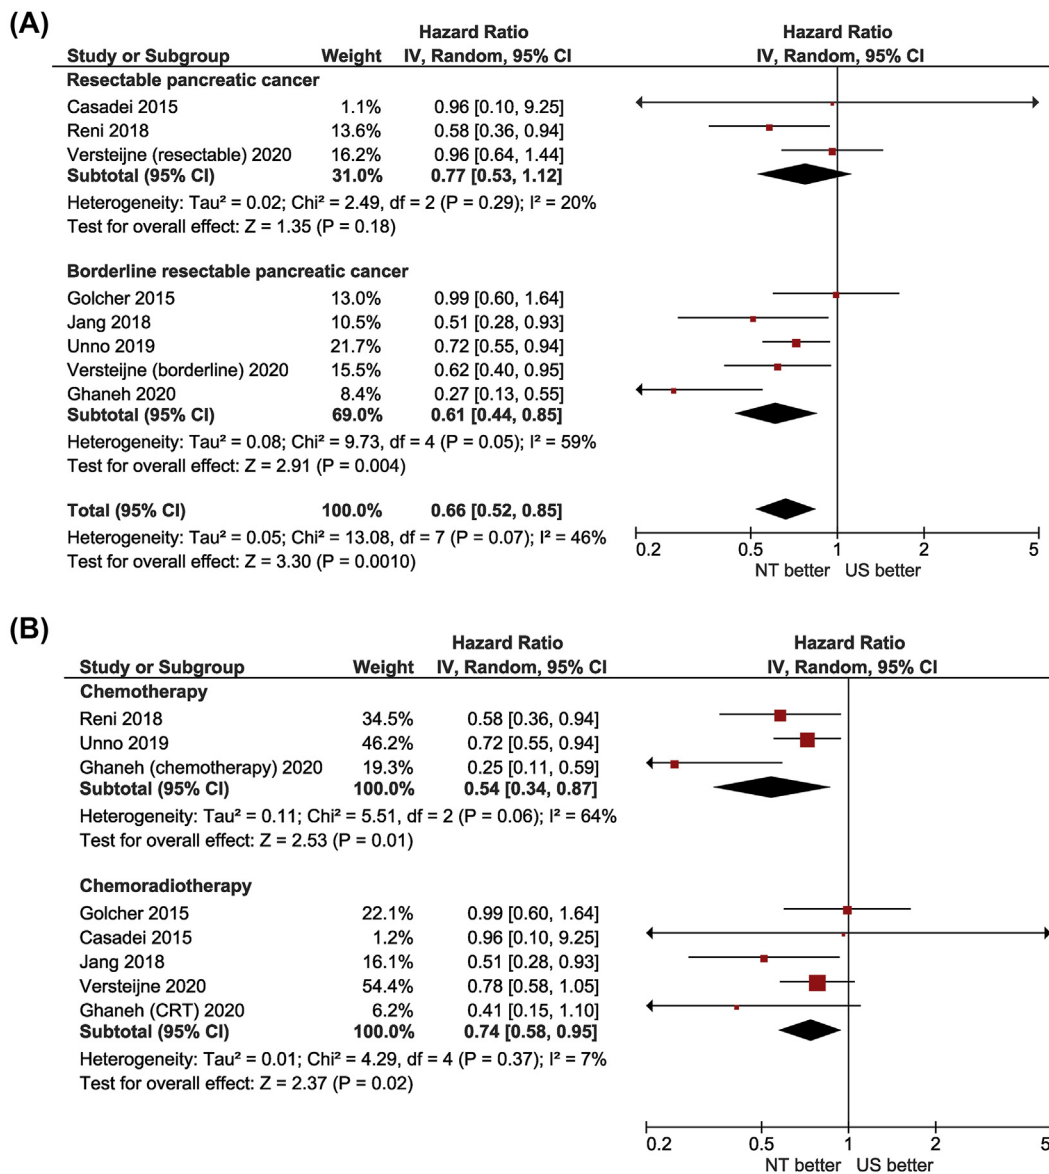 (A)
Hazard Ratio Hazard Ratio
Study or Subgroup Weight IV, Random, 95% CI IV, Random, 95% CI
Resectable pancreatic cancer
Casadei 2015 1.1% 0.96 [0.10, 9.25]
Reni 2018 13.6% 0.58 [0.36, 0.94]
Versteijne (resectable) 2020 16.2% 0.96 [0.64, 1.44]
Subtotal (95% CI) 31.0% 0.77 [0.53, 1.12]
Heterogeneity: Tau² = 0.02; Chi² = 2.49, df = 2 (P = 0.29); I² = 20%
Test for overall effect: Z = 1.35 (P = 0.18)
Borderline resectable pancreatic cancer
Golcher 2015 13.0% 0.99 [0.60, 1.64]
Jang 2018 10.5% 0.51 [0.28, 0.93]
Unno 2019 21.7% 0.72 [0.55, 0.94]
Versteijne (borderline) 2020 15.5% 0.62 [0.40, 0.95]
Ghaneh 2020 8.4% 0.27 [0.13, 0.55]
Subtotal (95% CI) 69.0% 0.61 [0.44, 0.85]
Heterogeneity: Tau² = 0.08; Chi² = 9.73, df = 4 (P = 0.05); I² = 59%
Test for overall effect: Z = 2.91 (P = 0.004)
Total (95% CI) 100.0% 0.66 [0.52, 0.85]
Heterogeneity: Tau² = 0.05; Chi² = 13.08, df = 7 (P = 0.07); I² = 46%
Test for overall effect: Z = 3.30 (P = 0.0010)
0.2 0.5 1 2 5
NT better US better
(B)
Hazard Ratio Hazard Ratio
Study or Subgroup Weight IV, Random, 95% CI IV, Random, 95% CI
Chemotherapy
Reni 2018 34.5% 0.58 [0.36, 0.94]
Unno 2019 46.2% 0.72 [0.55, 0.94]
Ghaneh (chemotherapy) 2020 19.3% 0.25 [0.11, 0.59]
Subtotal (95% CI) 100.0% 0.54 [0.34, 0.87]
Heterogeneity: Tau² = 0.11; Chi² = 5.51, df = 2 (P = 0.06); I² = 64%
Test for overall effect: Z = 2.53 (P = 0.01)
Chemoradiotherapy
Golcher 2015 22.1% 0.99 [0.60, 1.64]
Casadei 2015 1.2% 0.96 [0.10, 9.25]
Jang 2018 16.1% 0.51 [0.28, 0.93]
Versteijne 2020 54.4% 0.78 [0.58, 1.05]
Ghaneh (CRT) 2020 6.2% 0.41 [0.15, 1.10]
Subtotal (95% CI) 100.0% 0.74 [0.58, 0.95]
Heterogeneity: Tau² = 0.01; Chi² = 4.29, df = 4 (P = 0.37); I² = 7%
Test for overall effect: Z = 2.37 (P = 0.02)
0.2 0.5 1 2 5
NT better US better